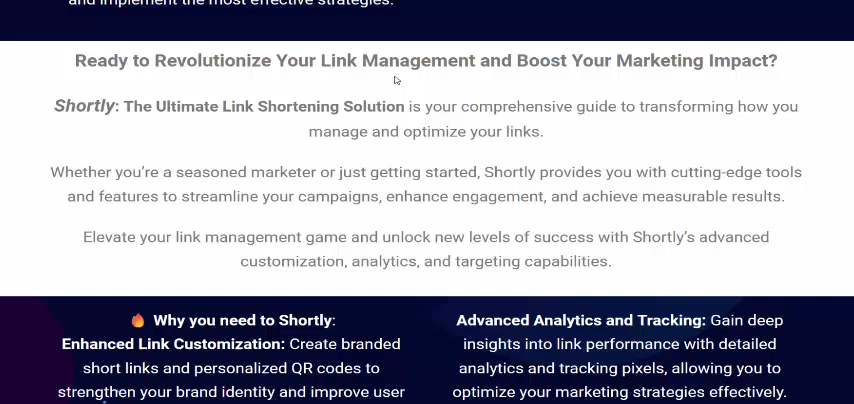 and implement the most effective strategies.
Ready to Revolutionize Your Link Management and Boost Your Marketing Impact?
Shortly: The Ultimate Link Shortening Solution is your comprehensive guide to transforming how you
manage and optimize your links.
Whether you’re a seasoned marketer or just getting started, Shortly provides you with cutting-edge tools
and features to streamline your campaigns, enhance engagement, and achieve measurable results.
Elevate your link management game and unlock new levels of success with Shortly’s advanced
customization, analytics, and targeting capabilities.
🔥 Why you need to Shortly:
Enhanced Link Customization: Create branded
short links and personalized QR codes to
strengthen your brand identity and improve user
Advanced Analytics and Tracking: Gain deep
insights into link performance with detailed
analytics and tracking pixels, allowing you to
optimize your marketing strategies effectively.